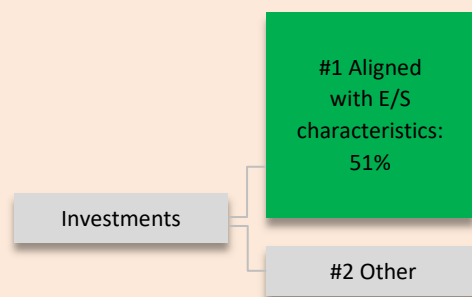 #1 Aligned
with E/S
characteristics:
51%
Investments
#2 Other